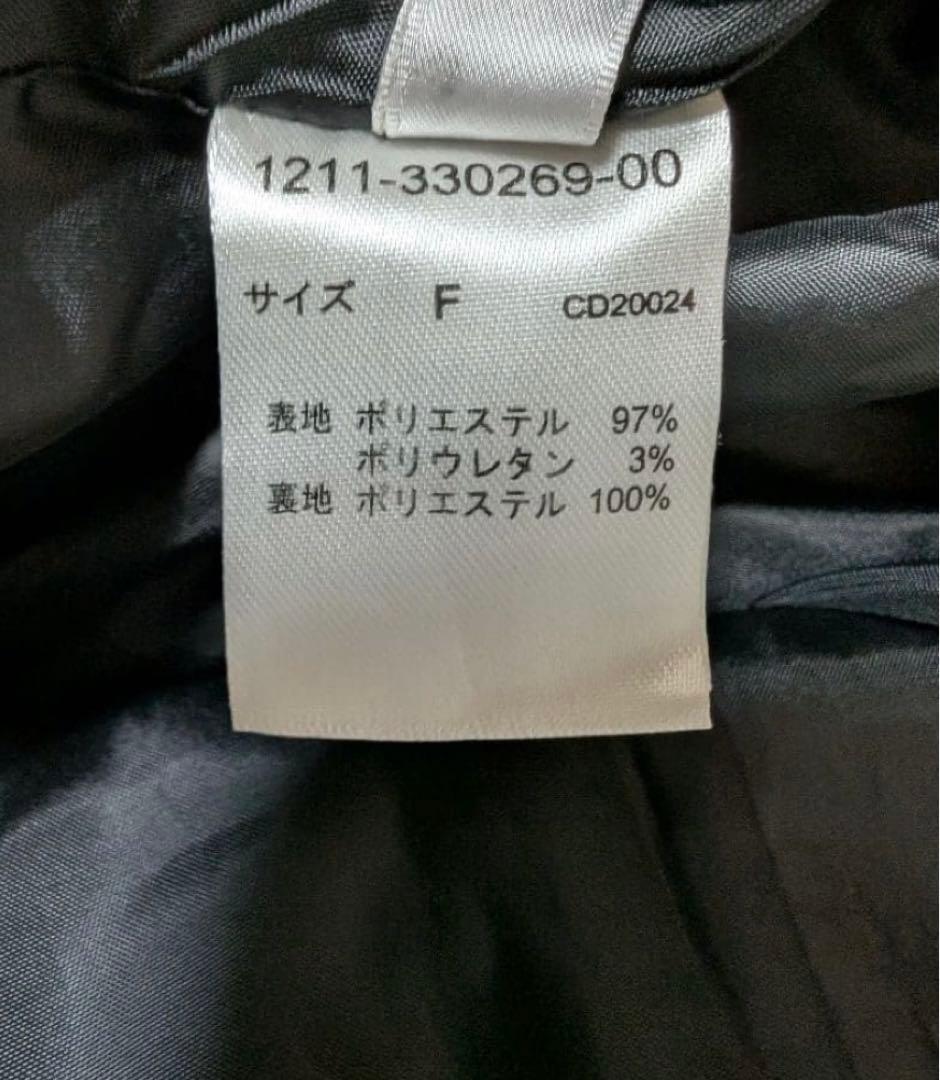 1211-330269-00
サイズ F CD20024
表地 ポリエステル 97%
ポリウレタン 3%
裏地 ポリエステル 100%